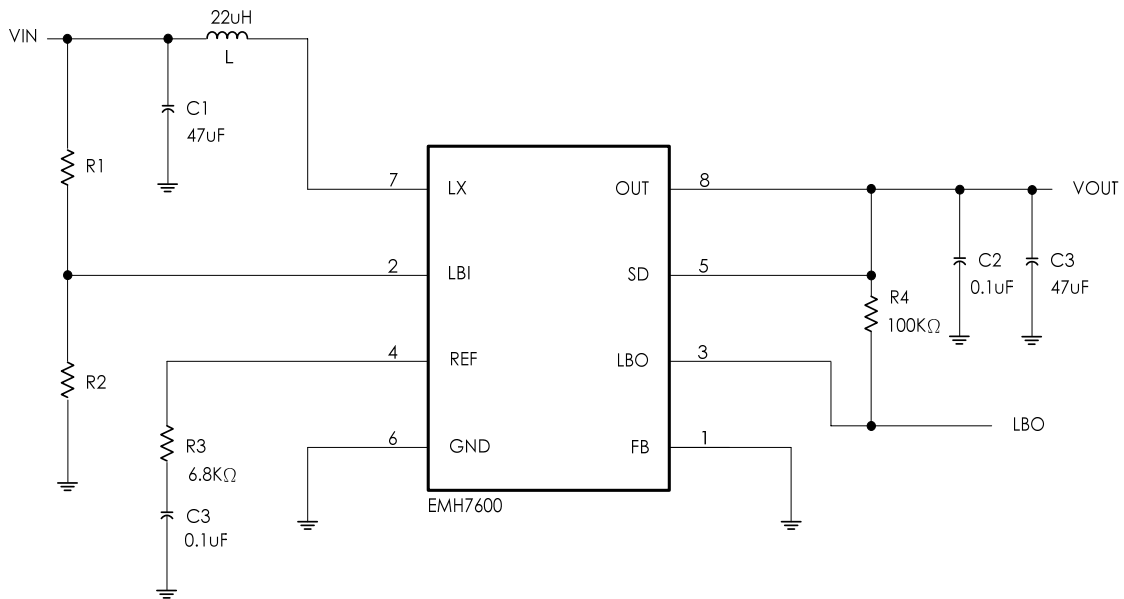 22uH
VIN
L
C1
47uF
R1
7
LX
OUT
8
VOUT
2
LBI
SD
5
C2
0.1uF
C3
47uF
R4
100KΩ
4
REF
LBO
3
R2
LBO
R3
6.8KΩ
6
GND
FB
1
EMH7600
C3
0.1uF